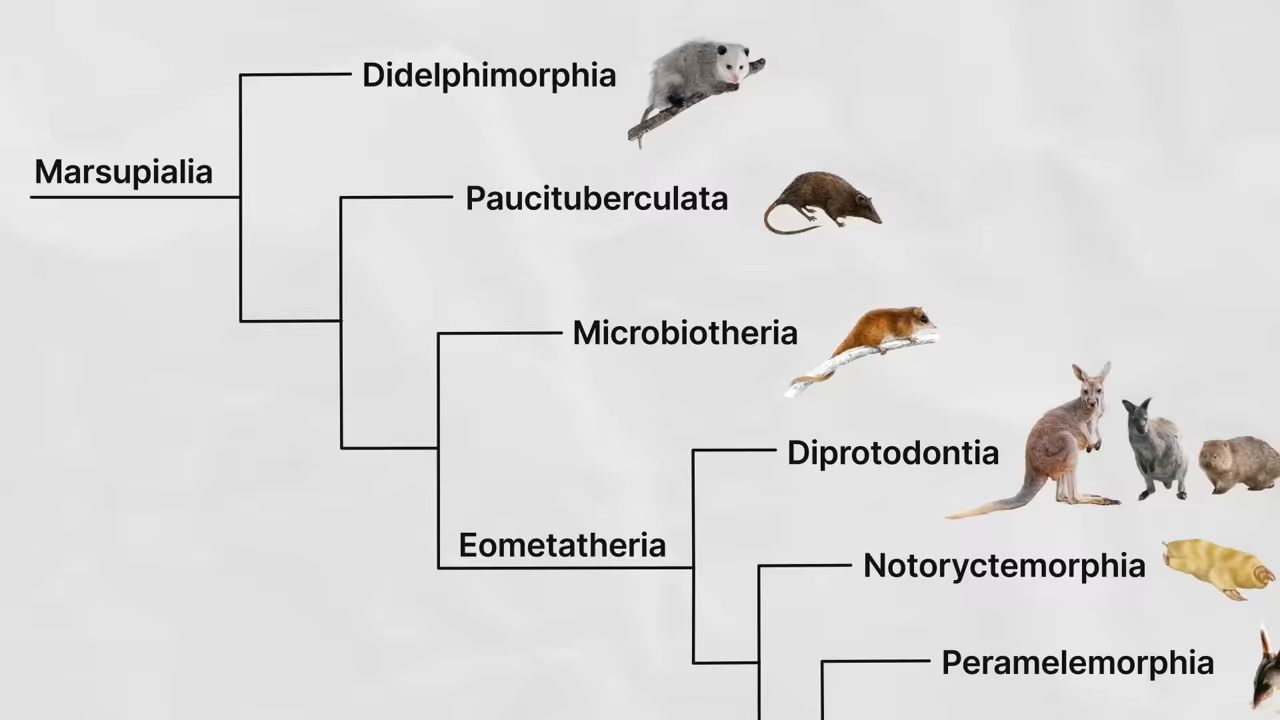 Didelphimorphia
Marsupialia
Paucituberculata
Microbiotheria
Diprotodontia
Eometatheria
Notoryctemorphia
Peramelemorphia